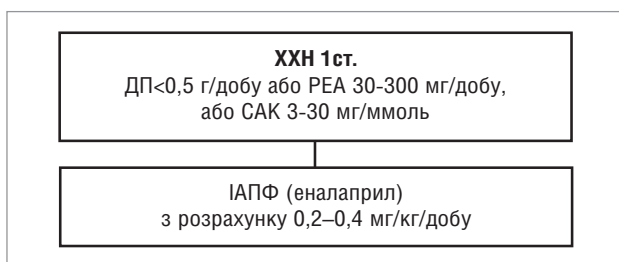 ХХН 1ст.
ДП<0,5 г/добу або РЕА 30-300 мг/добу,
або САК 3-30 мг/ммоль
ІАПФ (еналаприл)
з розрахунку 0,2–0,4 мг/кг/добу